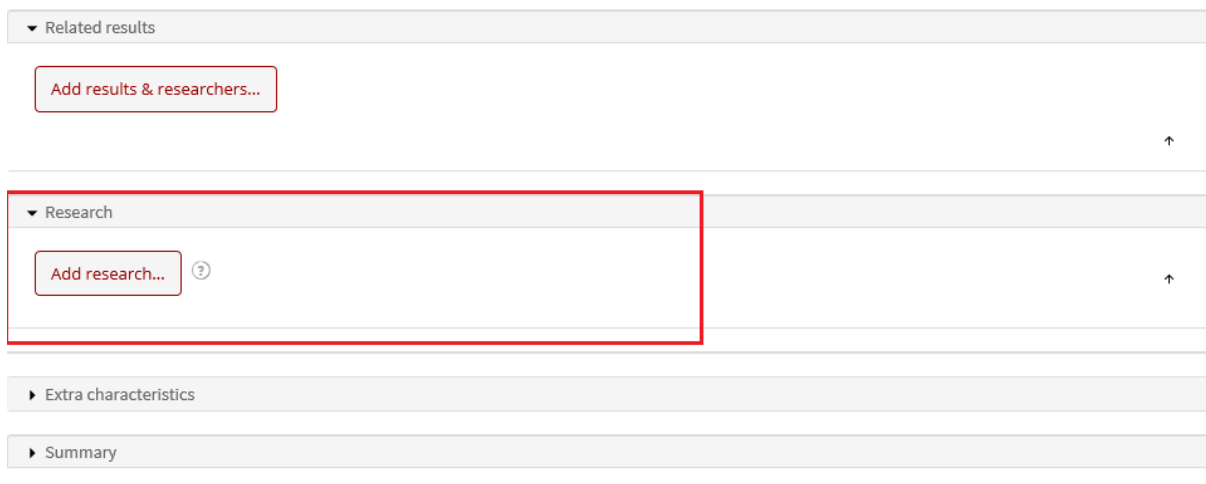 Related results
Add results & researchers...
Research
Add research...
?
Extra characteristics
Summary